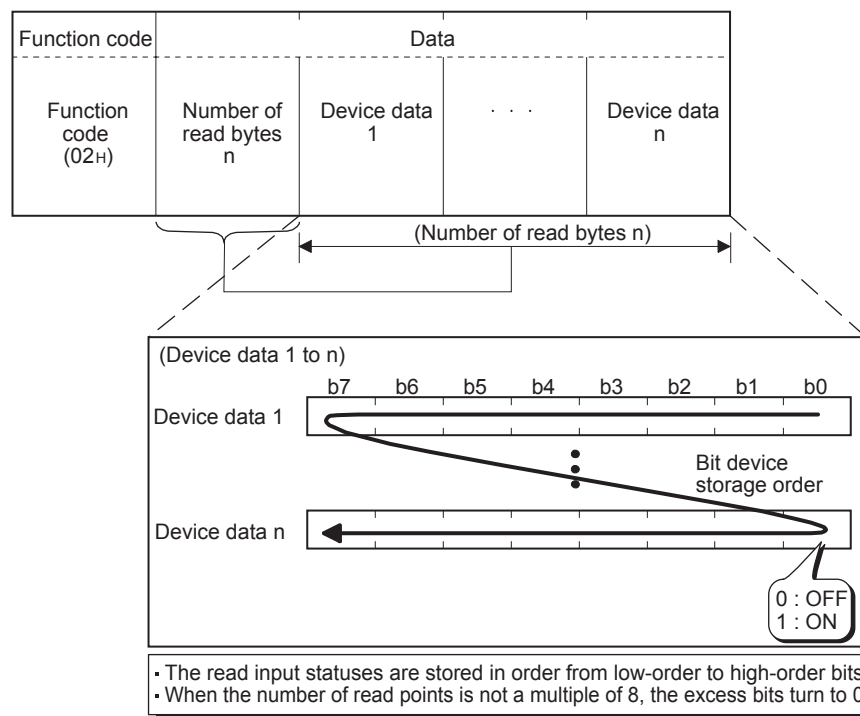 Function code Data
Function code (02H)
Number of read bytes n
Device data 1
· · ·
Device data n
(Number of read bytes n)
(Device data 1 to n)
b7 b6 b5 b4 b3 b2 b1 b0
Device data 1
Bit device
storage order
Device data n
0 : OFF
1 : ON
▪ The read input statuses are stored in order from low-order to high-order bits
▪ When the number of read points is not a multiple of 8, the excess bits turn to 0